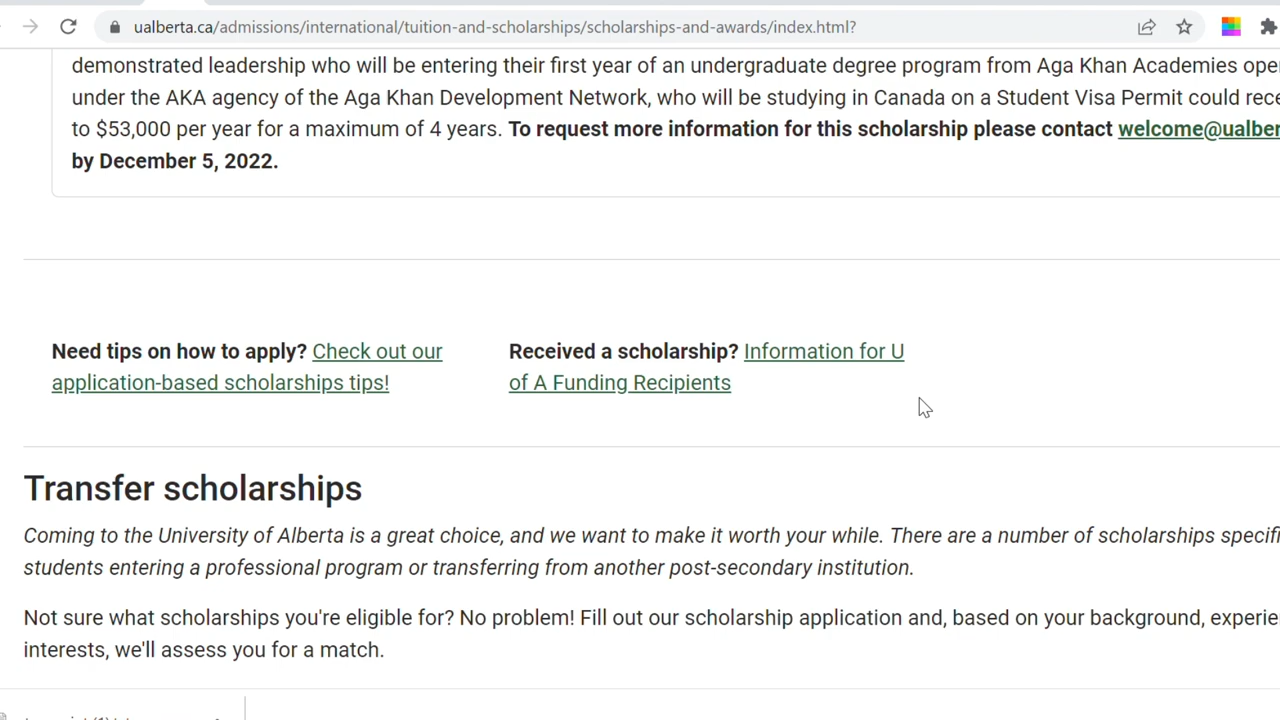 ualberta.ca/admissions/international/tuition-and-scholarships/scholarships-and-awards/index.html?
demonstrated leadership who will be entering their first year of an undergraduate degree program from Aga Khan Academies
under the AKA agency of the Aga Khan Development Network, who will be studying in Canada on a Student Visa Permit could
to $53,000 per year for a maximum of 4 years. To request more information for this scholarship please contact
by December 5, 2022.
Need tips on how to apply? Check out our
application-based scholarships tips!
Received a scholarship? Information for U
of A Funding Recipients
Transfer scholarships
Coming to the University of Alberta is a great choice, and we want to make it worth your while. There are a number of scholarships
students entering a professional program or transferring from another post-secondary institution.
Not sure what scholarships you're eligible for? No problem! Fill out our scholarship application and, based on your background,
interests, we'll assess you for a match.